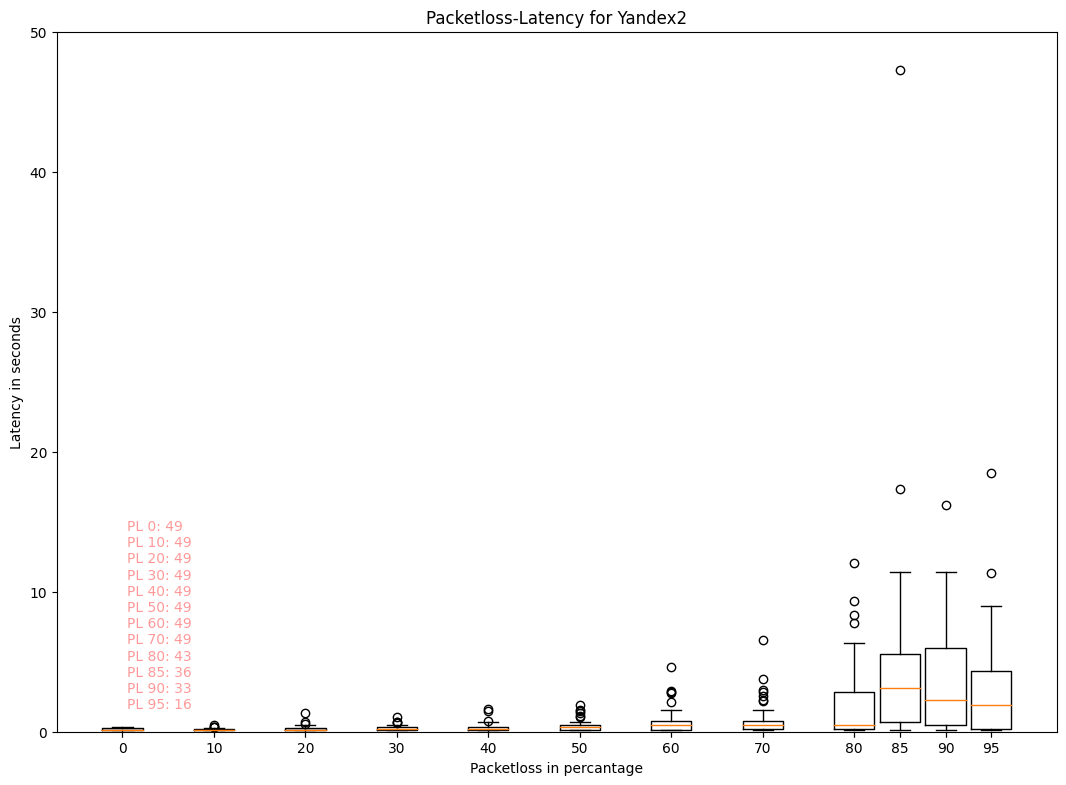 Packetloss-Latency for Yandex2
50
40
30
20
10
0
Latency in seconds
PL 0: 49
PL 10: 49
PL 20: 49
PL 30: 49
PL 40: 49
PL 50: 49
PL 60: 49
PL 70: 49
PL 80: 43
PL 85: 36
PL 90: 33
PL 95: 16
0 10 20 30 40 50 60 70 80 85 90 95
Packetloss in percantage